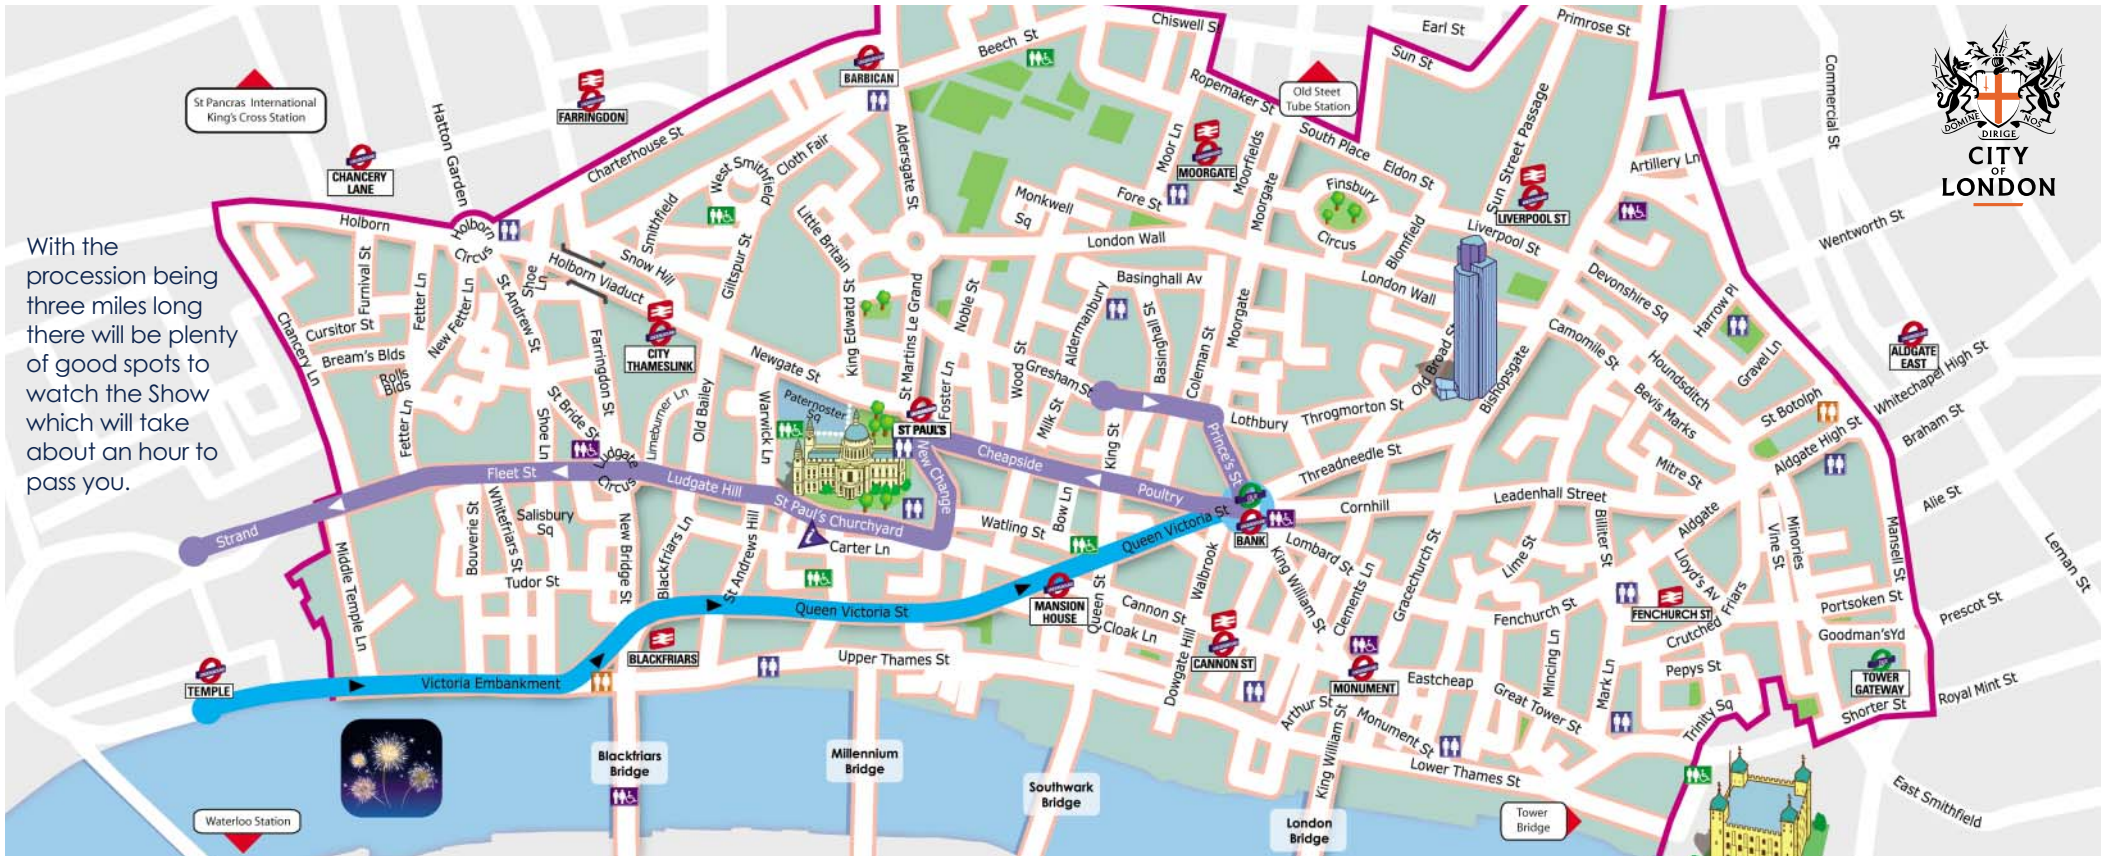 With the
procession being
three miles long
there will be plenty
of good spots to
watch the Show
which will take
about an hour to
pass you.
St Pancras International
King's Cross Station
Hatton Garden
FARRINGDON
CHANCERY
LANE
Charterhouse St
BARBICAN
Beech St
Chiswell St
Earl St
Primrose St
Sun St
Ropemaker St
Old Steet
Tube Station
South Place
Eldon St
Sun Street Passage
Commercial St
DOMINE
DIRIGE
NOS
CITY
OF
LONDON
Artillery Ln
Wentworth St
Holborn
Holborn
Circus
West Smithfield
Cloth Fair
Smithfield
Snow Hill
Giltspur St
Little Britain
Aldersgate St
Monkwell
Sq
Fore St
Moor Ln
MOORGATE
Moorfields
Moorgate
Finsbury
Circus
Blomfield
LIVERPOOL ST
Liverpool St
London Wall
London Wall
Furnival St
Fetter Ln
New Fetter Ln
St Andrew St
Shoe
Ln
Holborn Viaduct
CITY
THAMESLINK
Farringdon St
Chancery Ln
Cursitor St
Bream's Blds
Rolls
Blds
Fetter Ln
St Bride St
Shoe Ln
Limeburner Ln
Old Bailey
Warwick Ln
Newgate St
Paternoster
Sq
King Edwatd St
St Martins Le Grand
Noble St
Foster Ln
ST PAUL'S
Wood St
Gresham St
Milk St
Aldermanbury
Basinghall Av
Basinghall St
Coleman St
Moorgate
King St
Lothbury
Throgmorton St
Old Broad St
Bishopsgate
Threadneedle St
Prince's St
Devonshire Sq
Harrow Pl
Camomile St
Houndsditch
Gravel Ln
Bevis Marks
St Botolph
ALDGATE
EAST
Whitechapel High St
Braham St
Aldgate High St
Mitre St
Alie St
Leman St
Strand
Fleet St
Ludgate
Circus
Ludgate Hill
St Paul's Churchyard
New Change
Cheapside
Poultry
Cornhill
Leadenhall Street
Aldgate
Bouverie St
Whitefriars St
Salisbury
Sq
Tudor St
New Bridge St
Blackfriars Ln
St Andrews Hill
Carter Ln
Watling St
Bow Ln
Queen Victoria St
BANK
Middle Temple Ln
Queen Victoria St
MANSION
HOUSE
Queen St
Cannon St
Cloak Ln
Walbrook
Dowgate Hill
CANNON ST
King William St
Lombard St
Clements Ln
Gracechurch St
Lime St
Billiter St
Lloyd's Av
Fenchurch St
FENCHURCH ST
Crutched Friars
Vine St
Minories
Mansell St
Portsoken St
Goodman'sYd
Prescot St
TOWER
GATEWAY
Royal Mint St
Shorter St
TEMPLE
Victoria Embankment
BLACKFRIARS
Upper Thames St
MONUMENT
Eastcheap
Arthur St
Monument St
King William St
Great Tower St
Mincing Ln
Mark Ln
Pepys St
Trinity Sq
Lower Thames St
East Smithfield
Waterloo Station
Blackfriars
Bridge
Millennium
Bridge
Southwark
Bridge
London
Bridge
Tower
Bridge